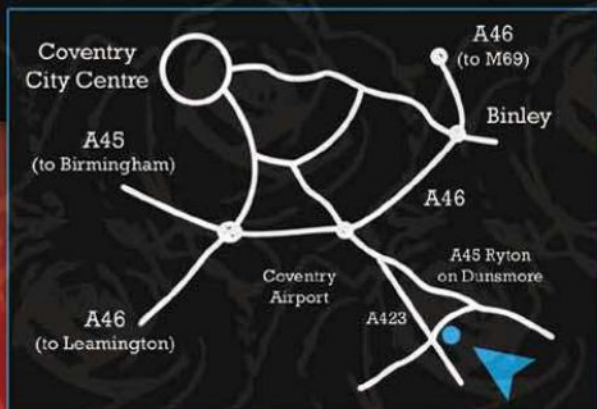 Coventry
City Centre
A46
(to M69)
Binley
A45
(to Birmingham)
A46
A45 Ryton
on Dunsmore
Coventry
Airport
A423
A46
(to Leamington)